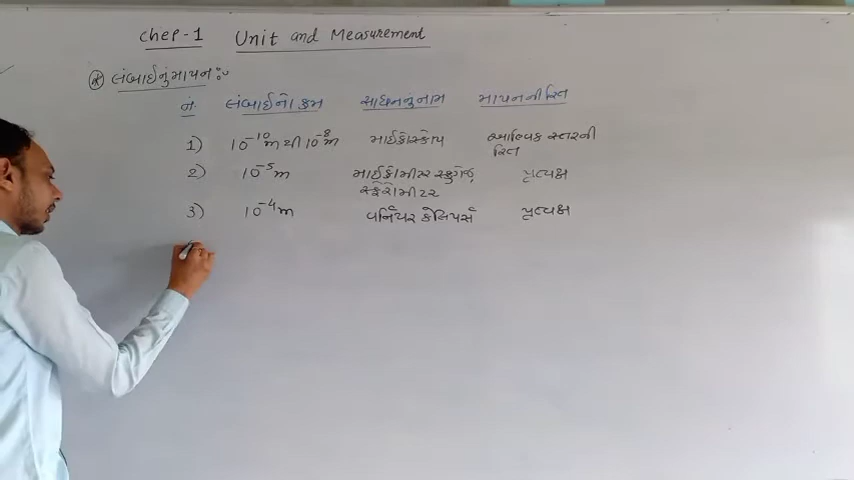 chep-1 Unit and Measurement
* લંબાઈનું માપન :-
નં. લંબાઈનો ક્રમ સાધનનું નામ માપનની રિત
1) 10⁻¹⁰m થી 10⁻⁸m માઈક્રોસ્કોપ આણ્વિક સ્તરની
રિત
2) 10⁻⁵m માઈક્રોમીટર સ્ક્રુગેજ, પ્રત્યક્ષ
સ્ફેરોમીટર
3) 10⁻⁴m વર્નિયર કેલિપર્સ પ્રત્યક્ષ